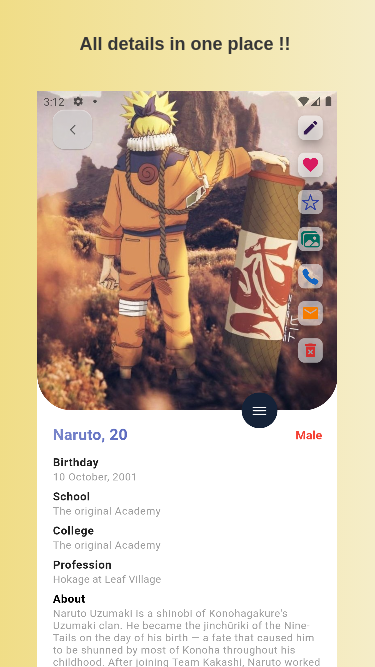 All details in one place !!
3:12
Naruto, 20
Male
Birthday
10 October, 2001
School
The original Academy
College
The original Academy
Profession
Hokage at Leaf Village
About
Naruto Uzumaki is a shinobi of Konohagakure's
Uzumaki clan. He became the jinchūriki of the Nine-
Tails on the day of his birth — a fate that caused him
to be shunned by most of Konoha throughout his
childhood. After joining Team Kakashi, Naruto worked